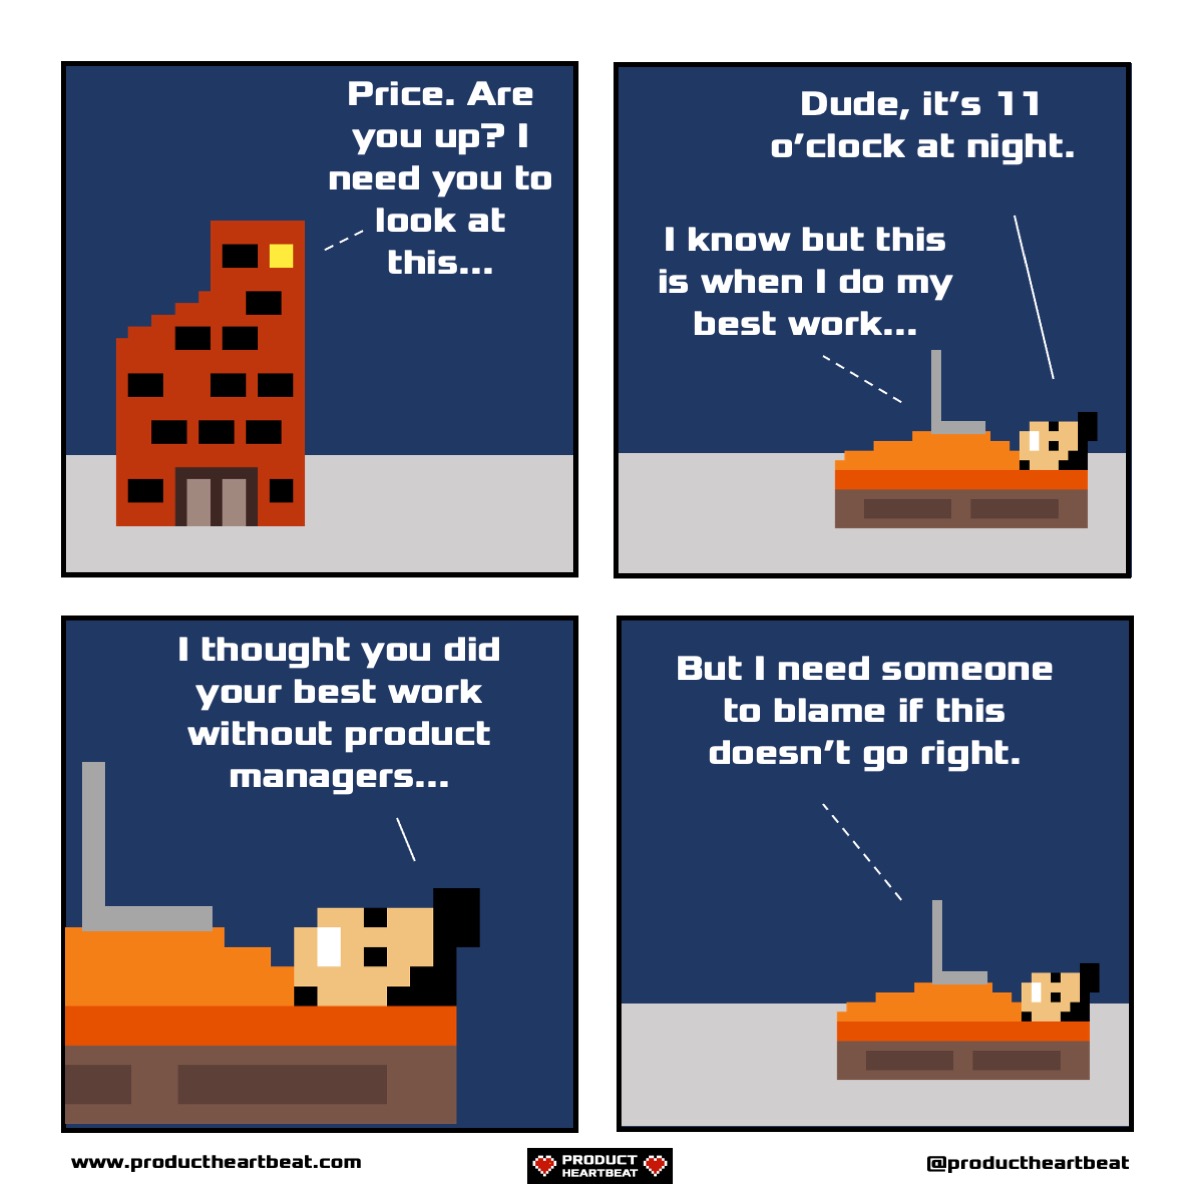 Price. Are
you up? I
need you to
look at
this...
Dude, it's 11
o'clock at night.
I know but this
is when I do my
best work...
I thought you did
your best work
without product
managers...
But I need someone
to blame if this
doesn't go right.
www.productheartbeat.com
PRODUCT
HEARTBEAT
@productheartbeat